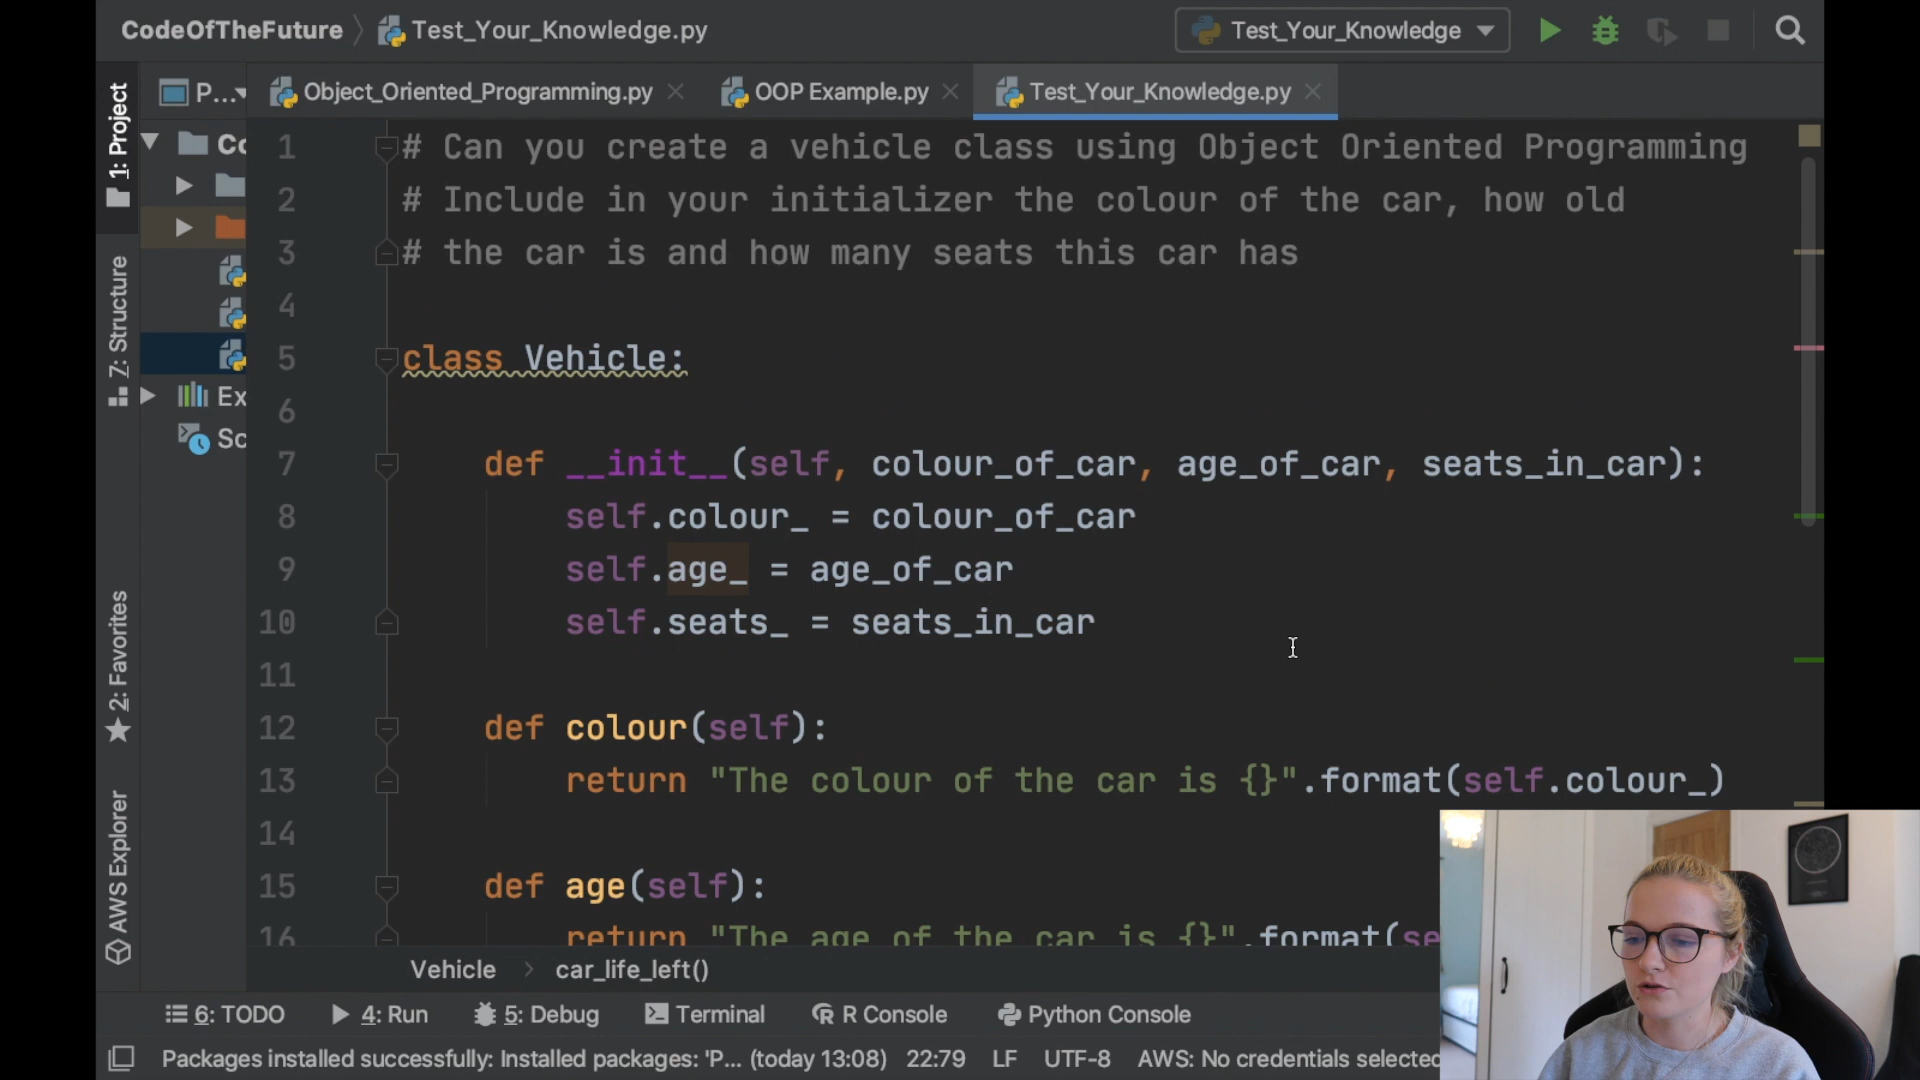 CodeOfTheFuture Test_Your_Knowledge.py Test_Your_Knowledge
1: Project
P... Object_Oriented_Programming.py OOP Example.py Test_Your_Knowledge.py
1 # Can you create a vehicle class using Object Oriented Programming
2 # Include in your initializer the colour of the car, how old
3 # the car is and how many seats this car has
4
5 class Vehicle:
6
7 def __init__(self, colour_of_car, age_of_car, seats_in_car):
8 self.colour_ = colour_of_car
9 self.age_ = age_of_car
10 self.seats_ = seats_in_car
11
12 def colour(self):
13 return "The colour of the car is {}".format(self.colour_)
14
15 def age(self):
16 return "The age of the car is {}".format(se
Co
Ex
Sc
Z: Structure
2: Favorites
AWS Explorer
Vehicle > car_life_left()
6: TODO 4: Run 5: Debug Terminal R Console Python Console
Packages installed successfully: Installed packages: 'P... (today 13:08) 22:79 LF UTF-8 AWS: No credentials selected